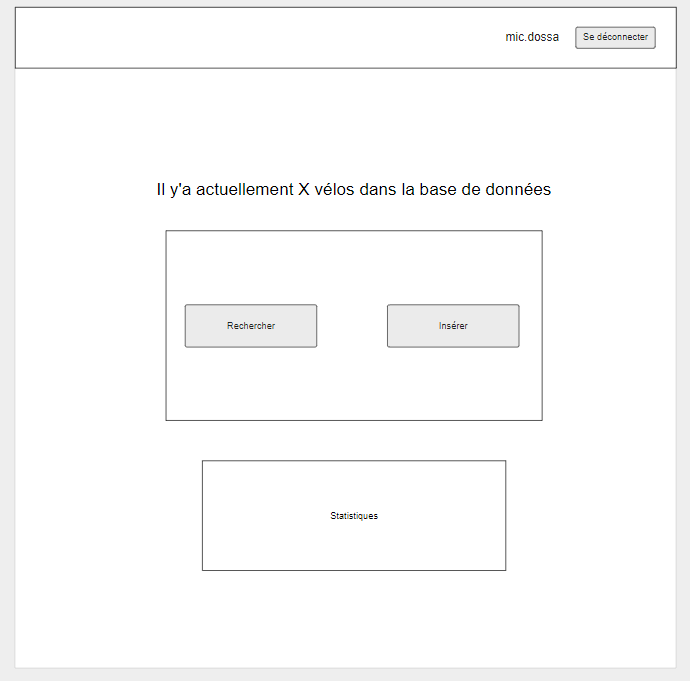 mic.dossa
Se déconnecter
Il y'a actuellement X vélos dans la base de données
Rechercher
Insérer
Statistiques